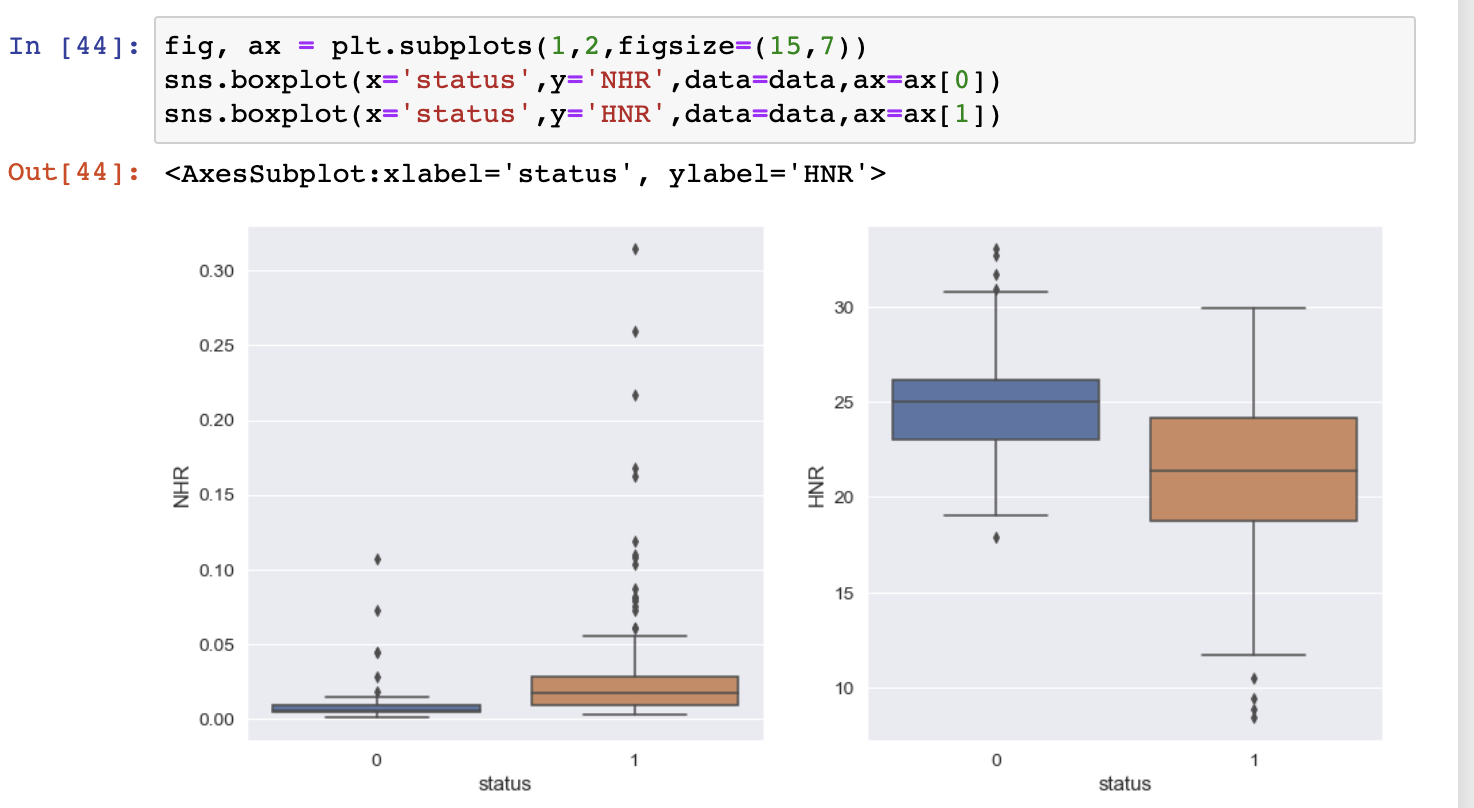 In [44]: fig, ax = plt.subplots(1,2,figsize=(15,7))
sns.boxplot(x='status',y='NHR',data=data,ax=ax[0])
sns.boxplot(x='status',y='HNR',data=data,ax=ax[1])
Out[44]: <AxesSubplot:xlabel='status', ylabel='HNR'>
0.30
0.25
0.20
0.15
0.10
0.05
0.00
NHR
0 1
status
30
25
20
15
10
HNR
0 1
status